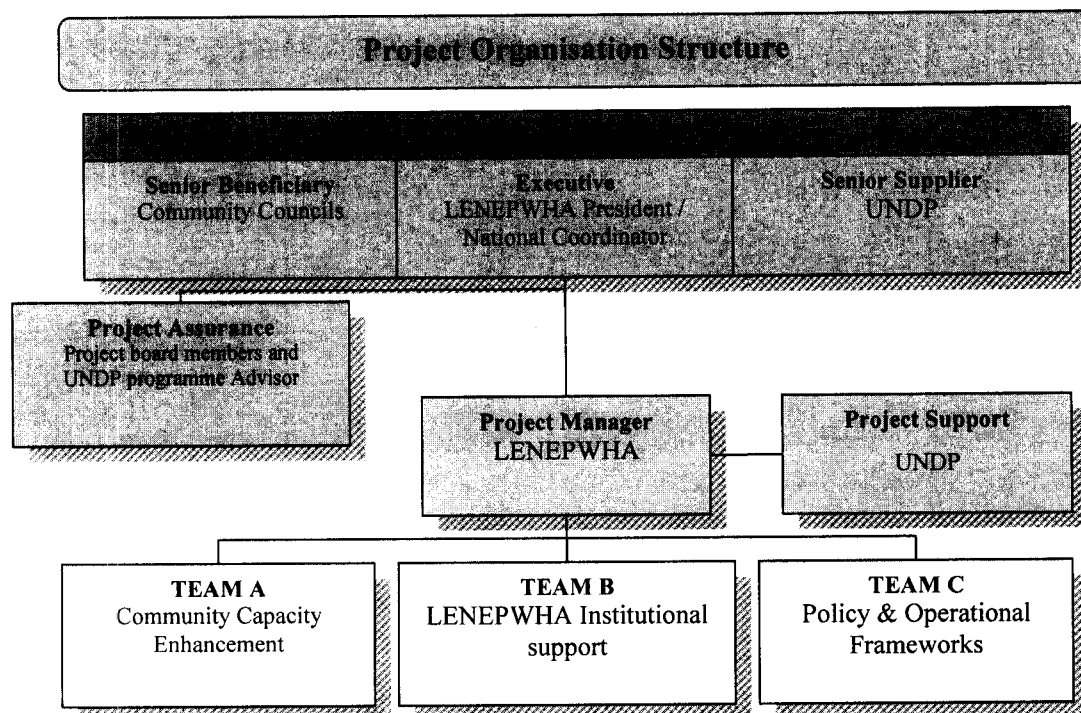 Project Organisation Structure
Senior Beneficiary
Community Councils
Executive
LENEPWHA President /
National Coordinator
Senior Supplier
UNDP
Project Assurance
Project board members and
UNDP programme Advisor
Project Manager
LENEPWHA
Project Support
UNDP
TEAM A
Community Capacity
Enhancement
TEAM B
LENEPWHA Institutional
support
TEAM C
Policy & Operational
Frameworks